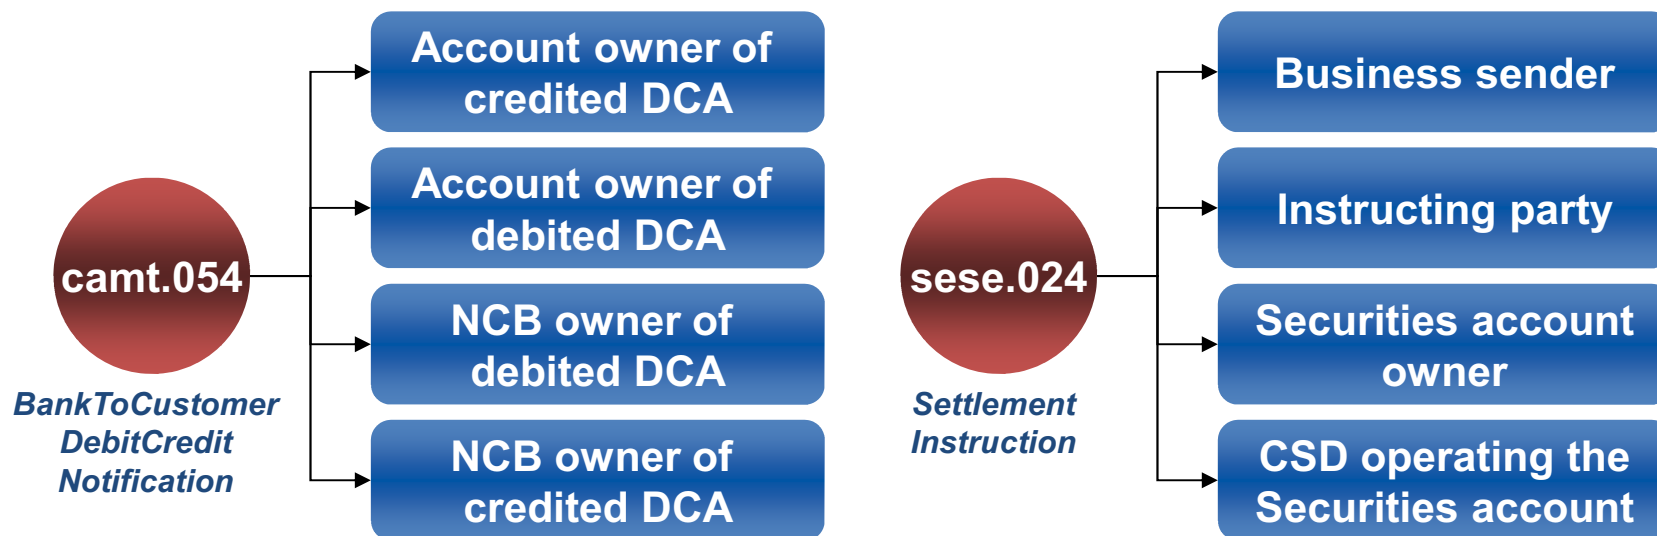 camt.054
BankToCustomer
DebitCredit
Notification
Account owner of
credited DCA
Account owner of
debited DCA
NCB owner of
debited DCA
NCB owner of
credited DCA
sese.024
Settlement
Instruction
Business sender
Instructing party
Securities account
owner
CSD operating the
Securities account